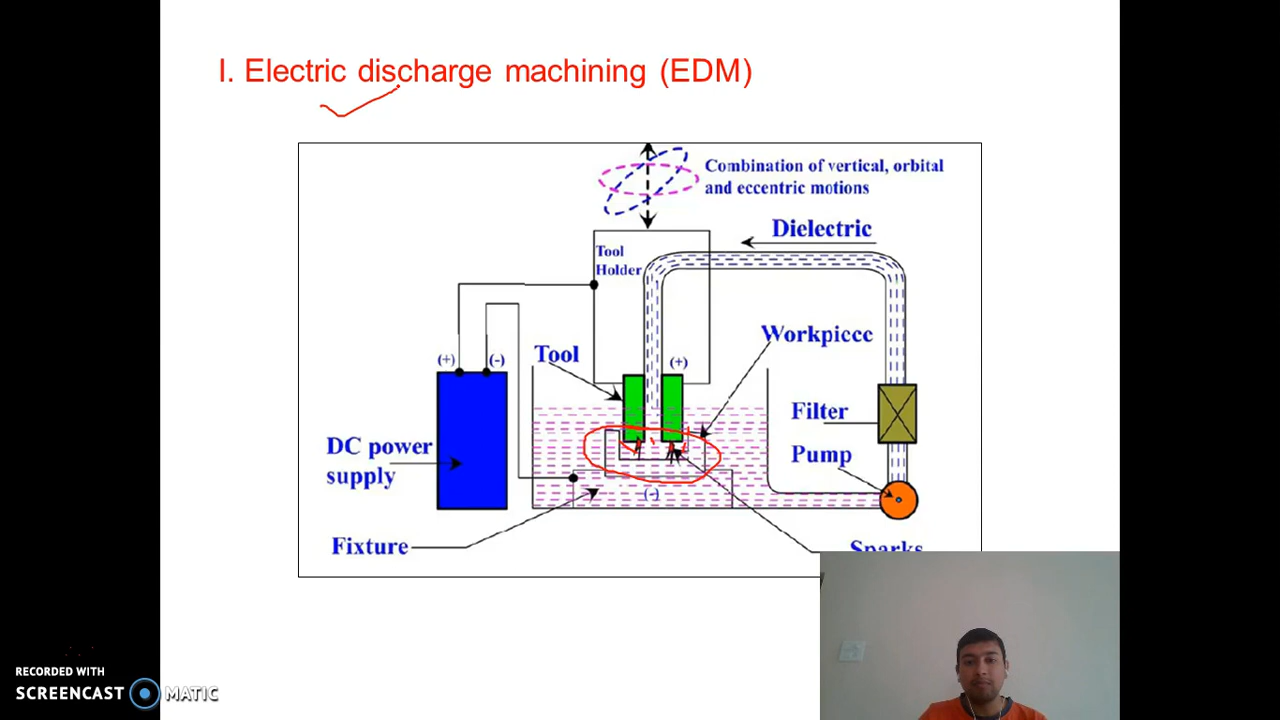 I. Electric discharge machining (EDM)
Combination of vertical, orbital
and eccentric motions
Dielectric
Tool
Holder
Workpiece
(+)
(-)
Tool
(+)
Filter
DC power
supply
Pump
(-)
Fixture
Sparks
RECORDED WITH
SCREENCAST MATIC